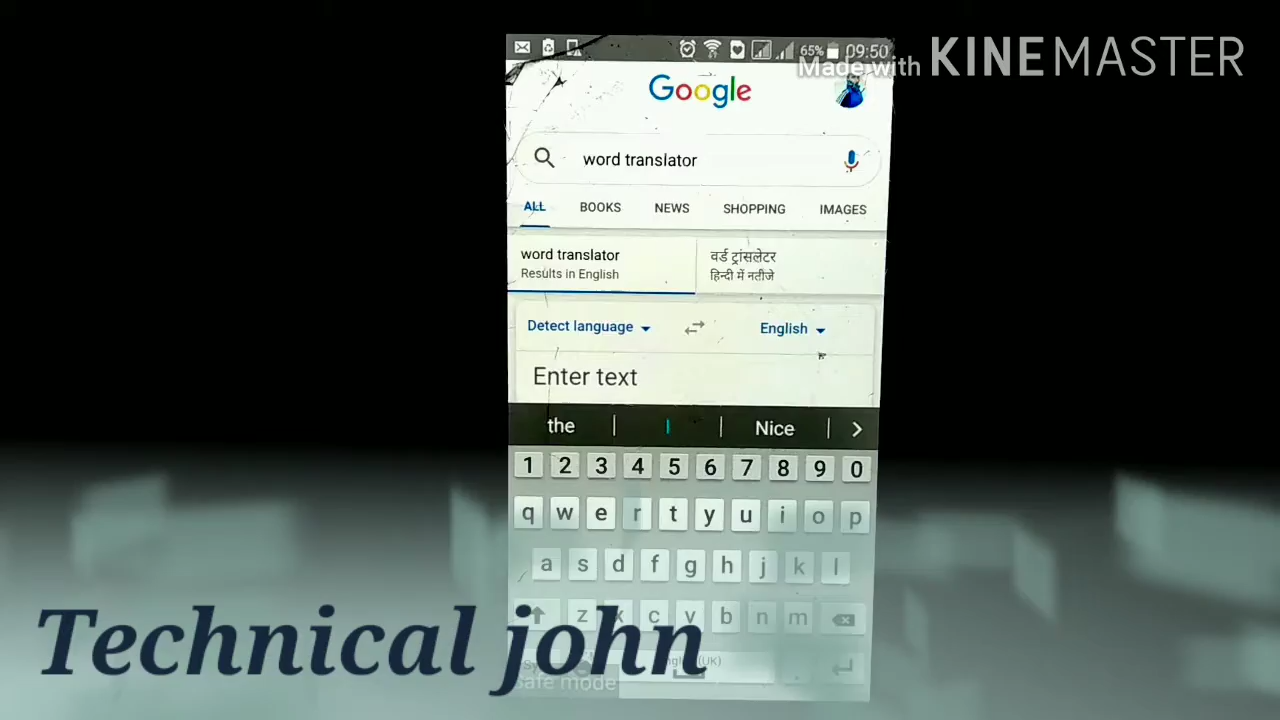 65% 09:50
Made with KINEMASTER
Google
word translator
ALL BOOKS NEWS SHOPPING IMAGES
word translator
Results in English
वर्ड ट्रांसलेटर
हिन्दी में नतीजे
Detect language English
Enter text
the | I | Nice | >
1 2 3 4 5 6 7 8 9 0
q w e r t y u i o p
a s d f g h j k l
z x c v b n m
Technical john
(UK)
Safe mode